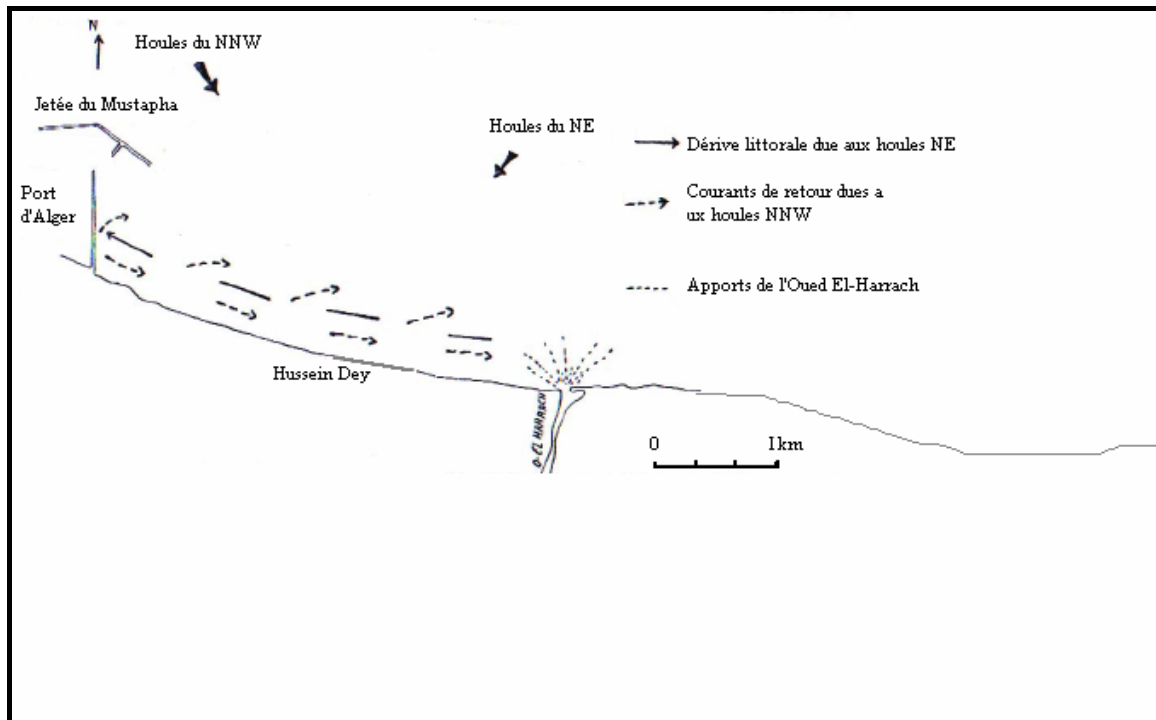 N
Houles du NNW
Jetée du Mustapha
Houles du NE
Dérive littorale due aux houles NE
Port
d'Alger
Courants de retour dues a
ux houles NNW
Apports de l'Oued El-Harrach
Hussein Dey
O-EL HARRACH
0 1km